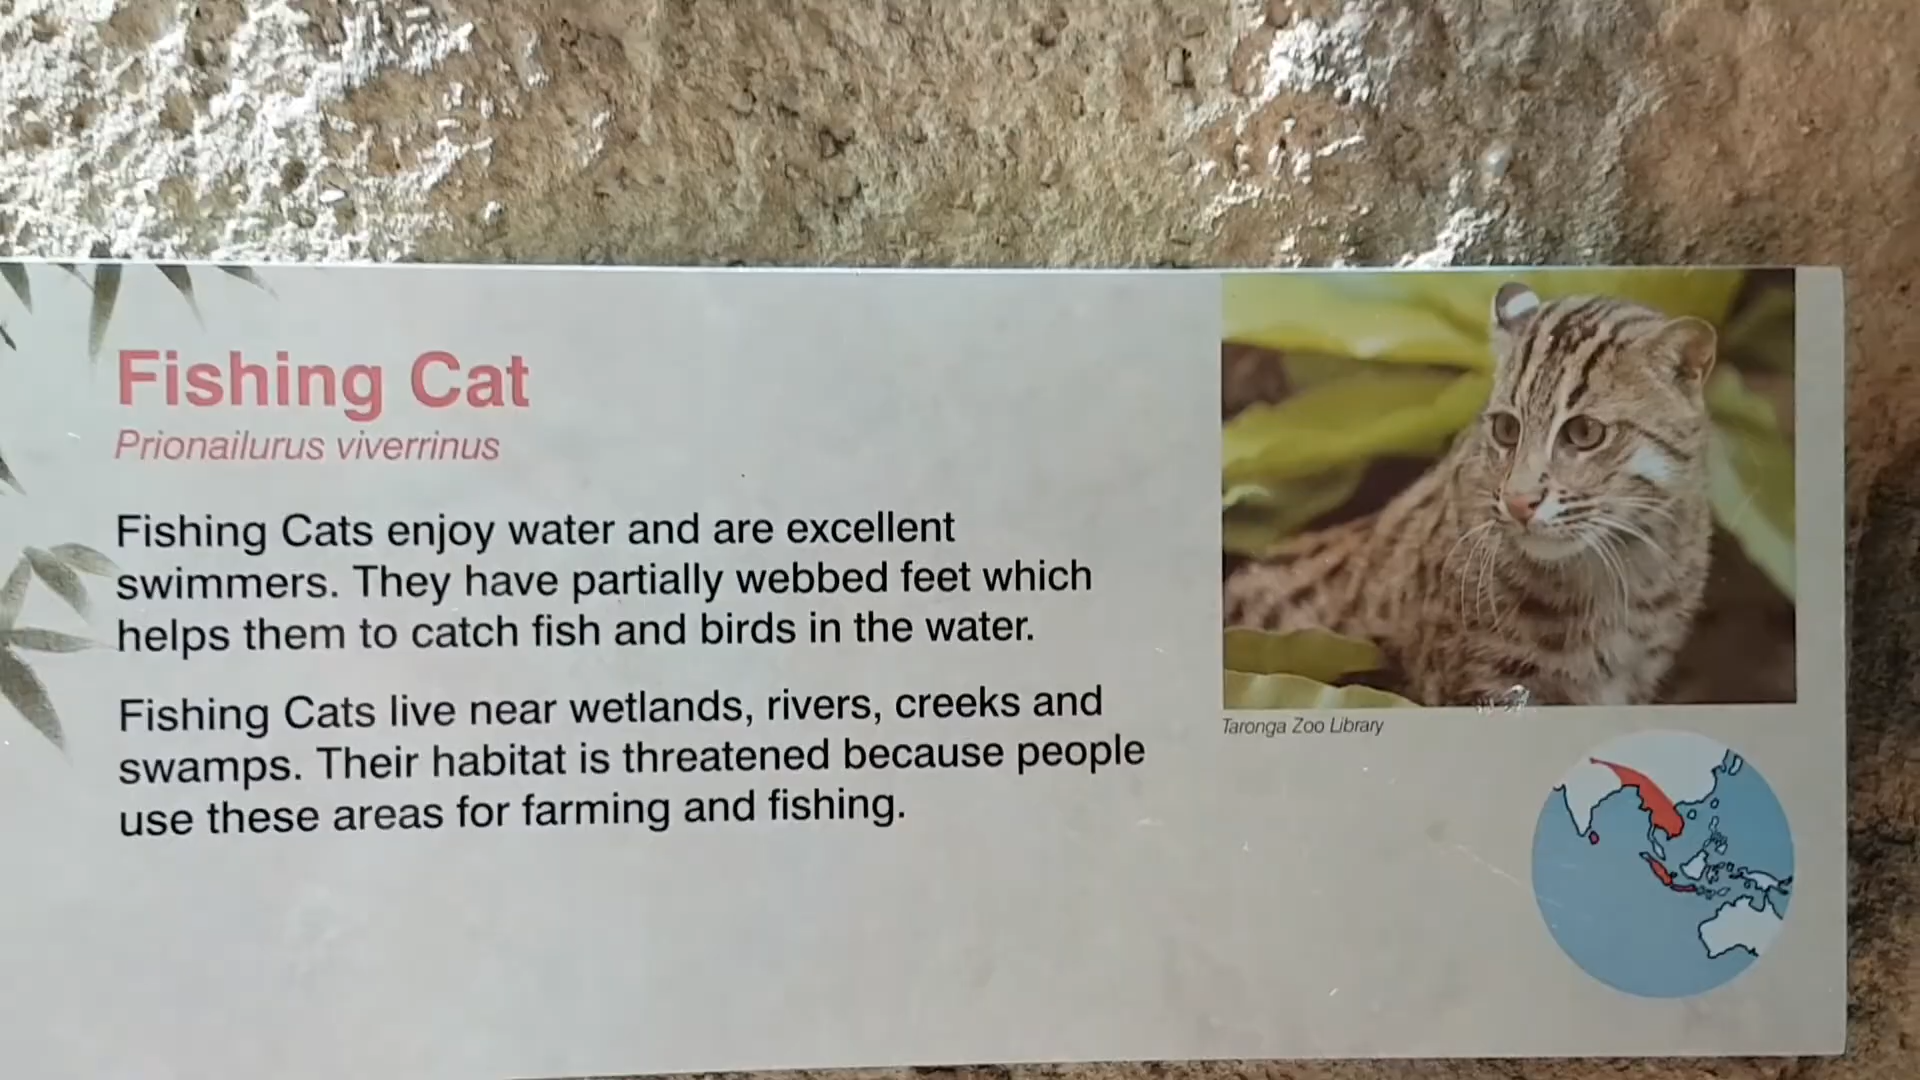 Fishing Cat
Prionailurus viverrinus
Fishing Cats enjoy water and are excellent
swimmers. They have partially webbed feet which
helps them to catch fish and birds in the water.
Fishing Cats live near wetlands, rivers, creeks and
swamps. Their habitat is threatened because people
use these areas for farming and fishing.
Taronga Zoo Library